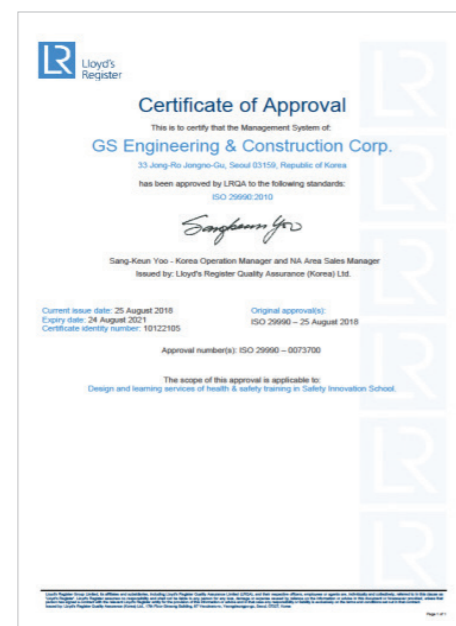 LR
Lloyd's
Register
Certificate of Approval
This is to certify that the Management System of:
GS Engineering & Construction Corp.
33 Jong-Ro Jongno-Gu, Seoul 03159, Republic of Korea
has been approved by LRQA to the following standards:
ISO 29990:2010
Sang-Keun Yoo - Korea Operation Manager and NA Area Sales Manager
Issued by: Lloyd's Register Quality Assurance (Korea) Ltd.
Current issue date: 25 August 2018
Expiry date: 24 August 2021
Certificate identity number: 10122105
Original approval(s):
ISO 29990 – 25 August 2018
Approval number(s): ISO 29990 – 0073700
The scope of this approval is applicable to:
Design and learning services of health & safety training in Safety Innovation School.
Page 1 of 1